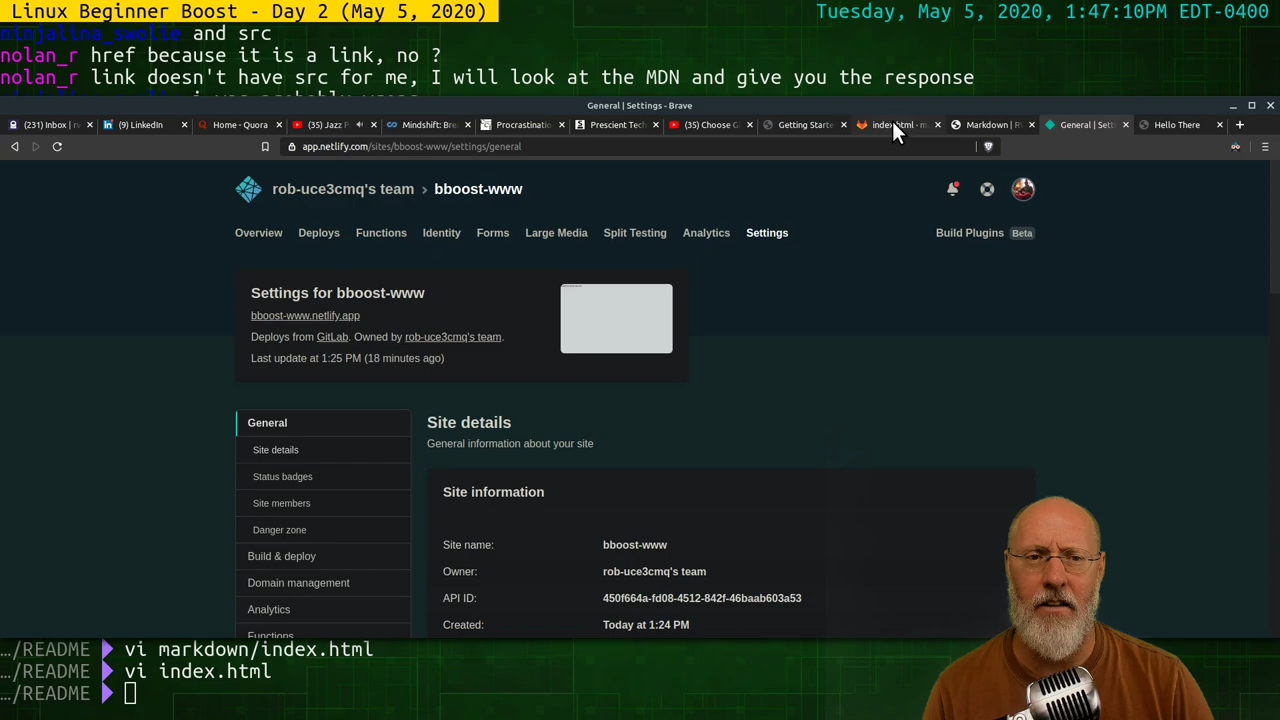 Linux Beginner Boost - Day 2 (May 5, 2020)
Tuesday, May 5, 2020, 1:47:10PM EDT-0400
ninjalina_swolie and src
nolan_r href because it is a link, no ?
nolan_r link doesn't have src for me, I will look at the MDN and give you the response
General | Settings - Brave
(231) Inbox | (9) LinkedIn Home - Quora (35) Jazz Mindshift: Procrastinatio Prescient Tech (35) Choose Getting Starte index.html Markdown | General | Setti Hello There
app.netlify.com/sites/bboost-www/settings/general
rob-uce3cmq's team > bboost-www
Overview Deploys Functions Identity Forms Large Media Split Testing Analytics Settings Build Plugins Beta
Settings for bboost-www
bboost-www.netlify.app
Deploys from GitLab. Owned by rob-uce3cmq's team.
Last update at 1:25 PM (18 minutes ago)
General
Site details
Status badges
Site members
Danger zone
Build & deploy
Domain management
Analytics
Functions
Site details
General information about your site
Site information
Site name: bboost-www
Owner: rob-uce3cmq's team
API ID: 450f664a-fd08-4512-842f-46baab603a53
Created: Today at 1:24 PM
…/README vi markdown/index.html
…/README vi index.html
…/README